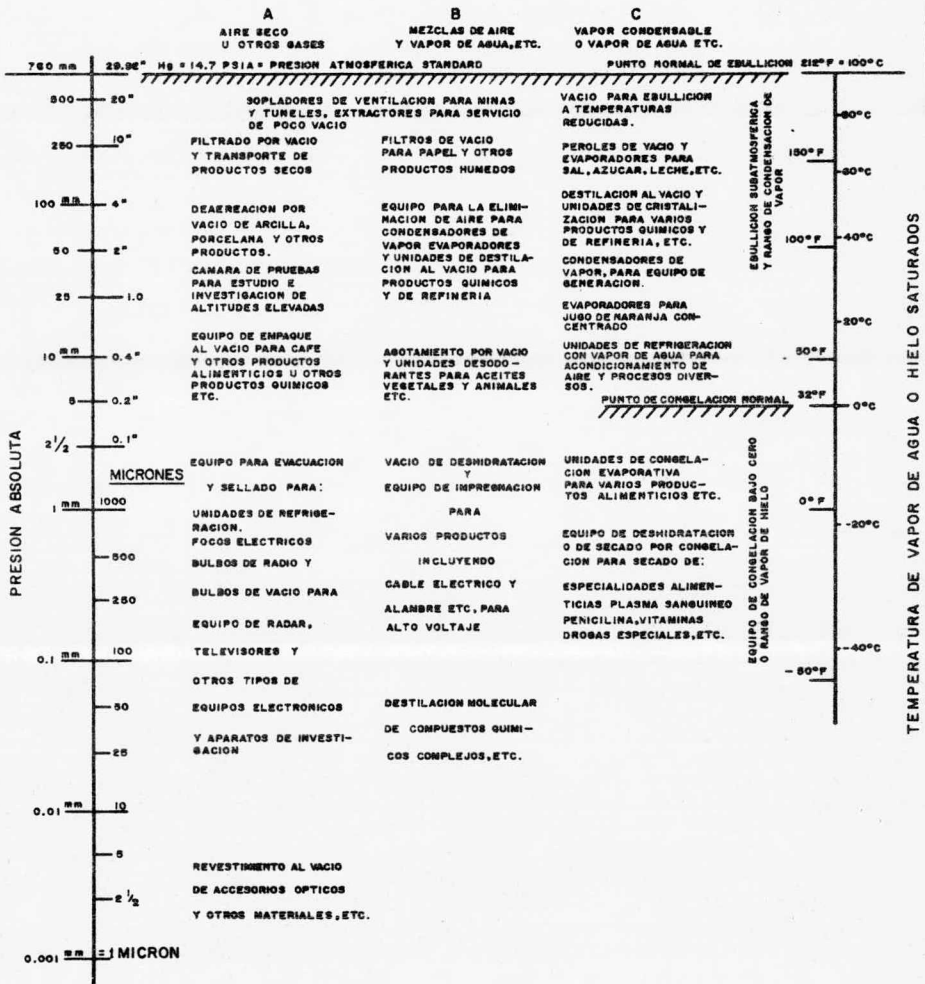 A
AIRE SECO
U OTROS GASES
B
MEZCLAS DE AIRE
Y VAPOR DE AGUA, ETC.
C
VAPOR CONDENSABLE
O VAPOR DE AGUA ETC.
760 mm 29.92" Hg = 14.7 PSIA = PRESION ATMOSFERICA STANDARD PUNTO NORMAL DE EBULLICION 212°F = 100°C
PRESION ABSOLUTA
500 20"
250 10"
100 mm 4"
50 2"
25 1.0
10 mm 0.4"
5 0.2"
2 1/2 0.1"
MICRONES
1 mm 1000
500
250
0.1 mm 100
50
25
0.01 mm 10
5
2 1/2
0.001 mm = 1 MICRON
SOPLADORES DE VENTILACION PARA MINAS
Y TUNELES, EXTRACTORES PARA SERVICIO
DE POCO VACIO
FILTRADO POR VACIO
Y TRANSPORTE DE
PRODUCTOS SECOS
DEAEREACION POR
VACIO DE ARCILLA,
PORCELANA Y OTROS
PRODUCTOS.
CAMARA DE PRUEBAS
PARA ESTUDIO E
INVESTIGACION DE
ALTITUDES ELEVADAS
EQUIPO DE EMPAQUE
AL VACIO PARA CAFE
Y OTROS PRODUCTOS
ALIMENTICIOS U OTROS
PRODUCTOS QUIMICOS
ETC.
EQUIPO PARA EVACUACION
Y SELLADO PARA:
UNIDADES DE REFRIGE-
RACION.
FOCOS ELECTRICOS
BULBOS DE RADIO Y
BULBOS DE VACIO PARA
EQUIPO DE RADAR,
TELEVISORES Y
OTROS TIPOS DE
EQUIPOS ELECTRONICOS
Y APARATOS DE INVESTI-
GACION
REVESTIMIENTO AL VACIO
DE ACCESORIOS OPTICOS
Y OTROS MATERIALES, ETC.
FILTROS DE VACIO
PARA PAPEL Y OTROS
PRODUCTOS HUMEDOS
EQUIPO PARA LA ELIMI-
NACION DE AIRE PARA
CONDENSADORES DE
VAPOR EVAPORADORES
Y UNIDADES DE DESTILA-
CION AL VACIO PARA
PRODUCTOS QUIMICOS
Y DE REFINERIA
AGOTAMIENTO POR VACIO
Y UNIDADES DESODO-
RANTES PARA ACEITES
VEGETALES Y ANIMALES
ETC.
VACIO DE DESHIDRATACION
Y
EQUIPO DE IMPREGNACION
PARA
VARIOS PRODUCTOS
INCLUYENDO
CABLE ELECTRICO Y
ALAMBRE ETC, PARA
ALTO VOLTAJE
DESTILACION MOLECULAR
DE COMPUESTOS QUIMI-
COS COMPLEJOS, ETC.
VACIO PARA EBULLICION
A TEMPERATURAS
REDUCIDAS.
PEROLES DE VACIO Y
EVAPORADORES PARA
SAL, AZUCAR, LECHE, ETC.
DESTILACION AL VACIO Y
UNIDADES DE CRISTALI-
ZACION PARA VARIOS
PRODUCTOS QUIMICOS Y
DE REFINERIA, ETC.
CONDENSADORES DE
VAPOR, PARA EQUIPO DE
GENERACION.
EVAPORADORES PARA
JUGO DE NARANJA CON-
CENTRADO
UNIDADES DE REFRIGERACION
CON VAPOR DE AGUA PARA
ACONDICIONAMIENTO DE
AIRE Y PROCESOS DIVER-
SOS.
PUNTO DE CONGELACION NORMAL
UNIDADES DE CONGELA-
CION EVAPORATIVA
PARA VARIOS PRODUC-
TOS ALIMENTICIOS ETC.
EQUIPO DE DESHIDRATACION
O DE SECADO POR CONGELA-
CION PARA SECADO DE:
ESPECIALIDADES ALIMEN-
TICIAS PLASMA SANGUINEO
PENICILINA, VITAMINAS
DROGAS ESPECIALES, ETC.
EBULLICION SUBATMOSFERICA
Y RANGO DE CONDENSACION DE
VAPOR
EQUIPO DE CONGELACION BAJO CERO
O RANGO DE VAPOR DE HIELO
80°C
150°F
60°C
100°F
40°C
20°C
50°F
32°F
0°C
0°F
-20°C
-40°C
-50°F
TEMPERATURA DE VAPOR DE AGUA O HIELO SATURADOS